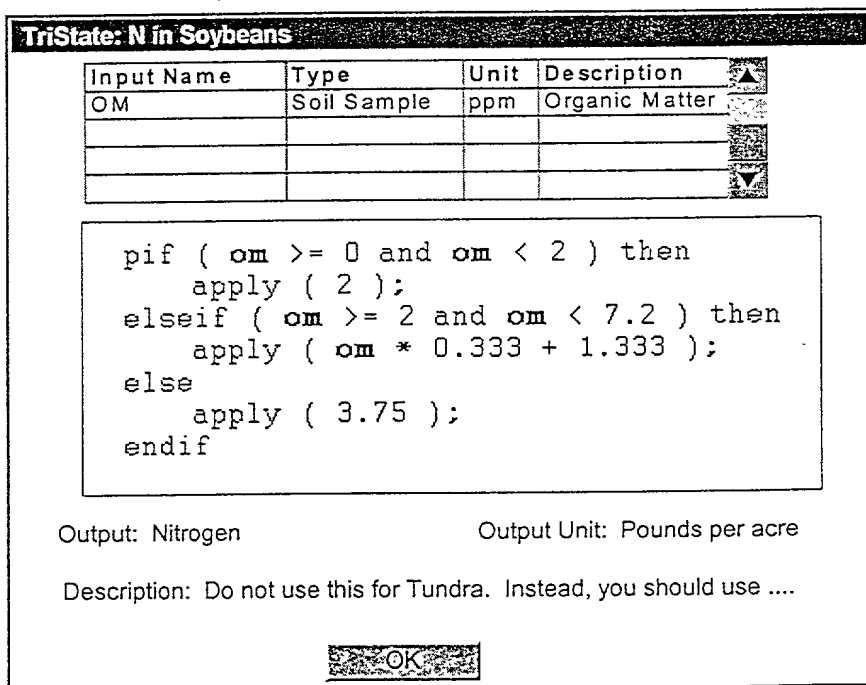 TriState: N in Soybeans
Input Name Type Unit Description
OM Soil Sample ppm Organic Matter
pif ( om >= 0 and om < 2 ) then
apply ( 2 );
elseif ( om >= 2 and om < 7.2 ) then
apply ( om * 0.333 + 1.333 );
else
apply ( 3.75 );
endif
Output: Nitrogen Output Unit: Pounds per acre
Description: Do not use this for Tundra. Instead, you should use ....
OK